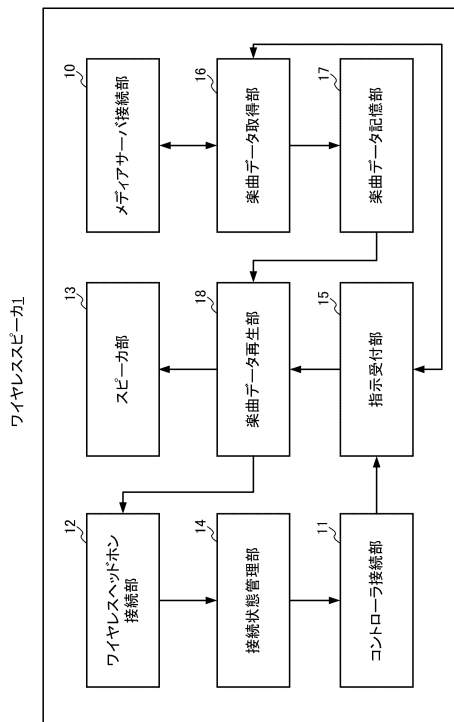 ワイヤレススピーカ1
10
メディアサーバ接続部
16
楽曲データ取得部
17
楽曲データ記憶部
13
スピーカ部
18
楽曲データ再生部
15
指示受付部
12
ワイヤレスヘッドホン
接続部
14
接続状態管理部
11
コントローラ接続部